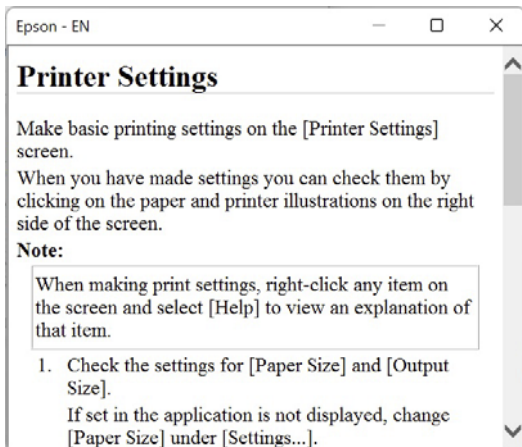 Epson - EN
Printer Settings
Make basic printing settings on the [Printer Settings]
screen.
When you have made settings you can check them by
clicking on the paper and printer illustrations on the right
side of the screen.
Note:
When making print settings, right-click any item on
the screen and select [Help] to view an explanation of
that item.
1. Check the settings for [Paper Size] and [Output
Size].
If set in the application is not displayed, change
[Paper Size] under [Settings...].